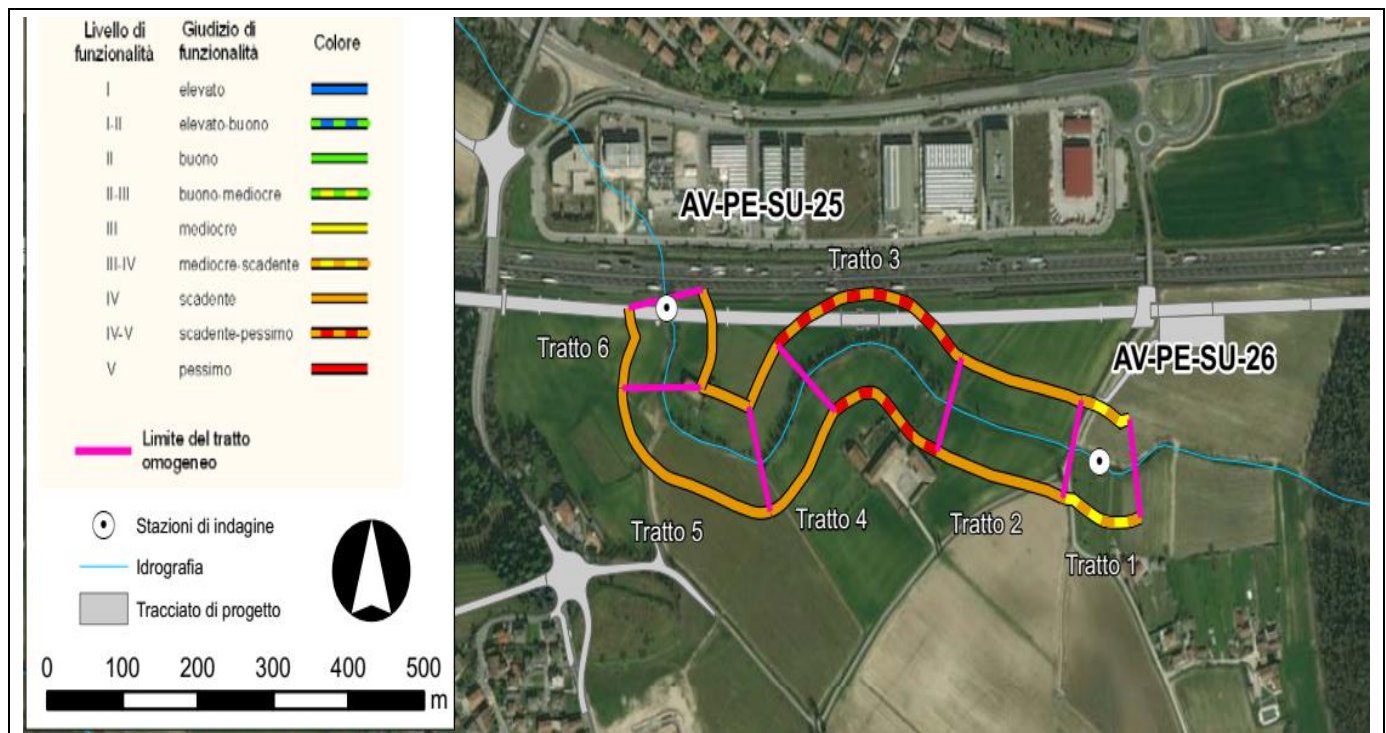 Livello di funzionalità Giudizio di funzionalità Colore
I elevato
I-II elevato-buono
II buono
II-III buono-mediocre
III mediocre
III-IV mediocre-scadente
IV scadente
IV-V scadente-pessimo
V pessimo
Limite del tratto
omogeneo
Stazioni di indagine
Idrografia
Tracciato di progetto
0 100 200 300 400 500
m
AV-PE-SU-25
Tratto 3
Tratto 6
AV-PE-SU-26
Tratto 5
Tratto 4
Tratto 2
Tratto 1